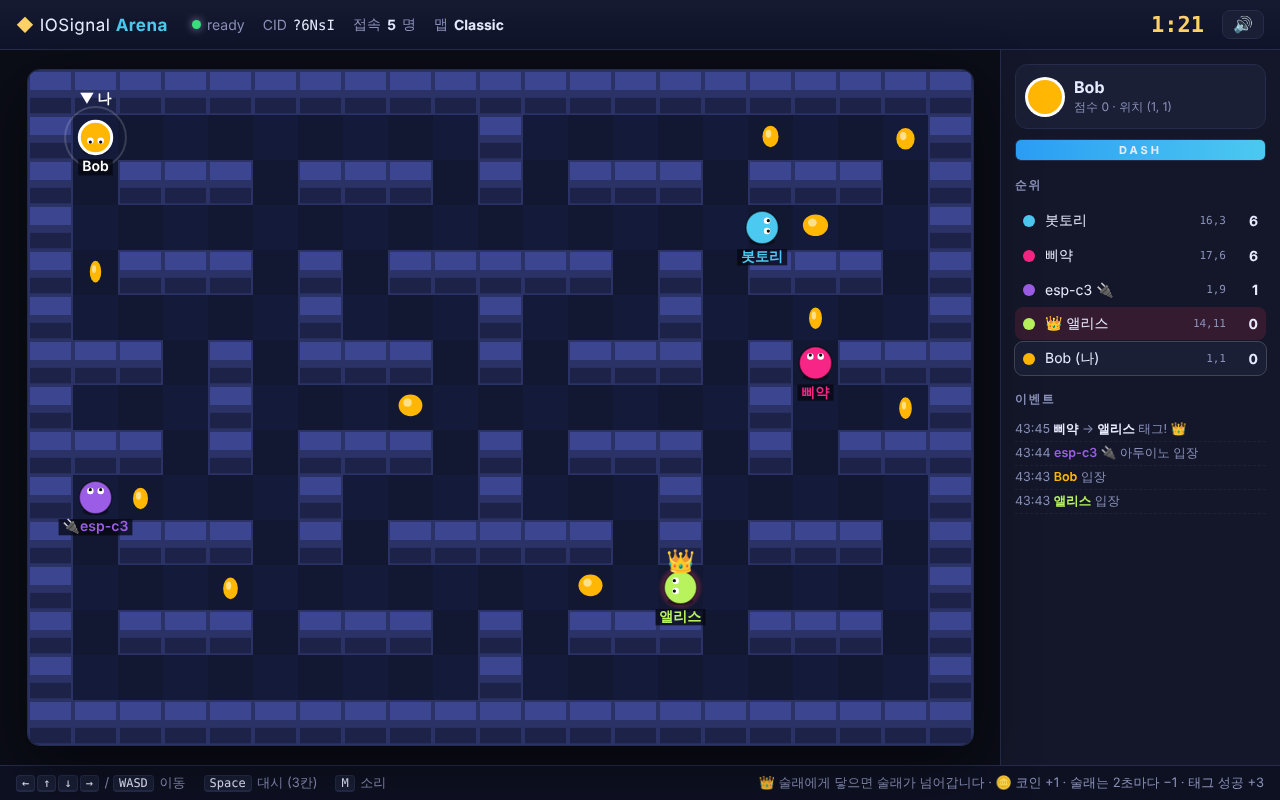 IOSignal Arena
ready
CID ?6NsI
접속 5 명
맵 Classic
1:21
▼나
Bob
봇토리
삐약
esp-c3
앨리스
Bob
점수 0 · 위치 (1, 1)
DASH
순위
봇토리 16,3 6
삐약 17,6 6
esp-c3 1,9 1
앨리스 14,11 0
Bob (나) 1,1 0
이벤트
43:45 삐약 → 앨리스 태그!
43:44 esp-c3 아두이노 입장
43:43 Bob 입장
43:43 앨리스 입장
← ↑ ↓ → / WASD 이동 Space 대시 (3칸) M 소리
술래에게 닿으면 술래가 넘어갑니다 · 코인 +1 · 술래는 2초마다 −1 · 태그 성공 +3